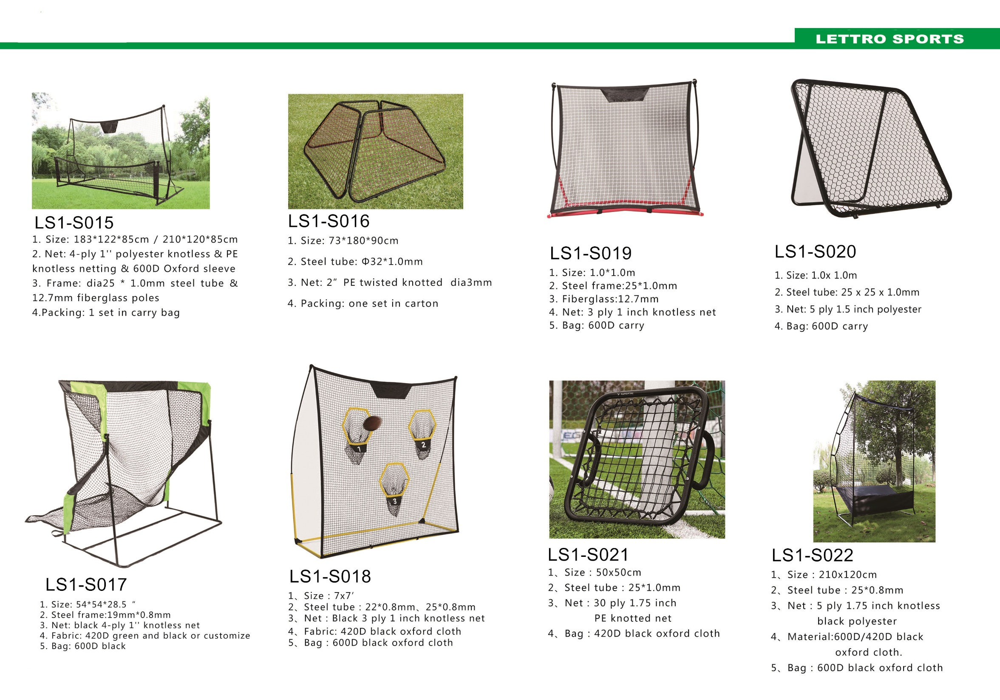 LETTRO SPORTS
LS1-S015
1. Size: 183*122*85cm / 210*120*85cm
2. Net: 4-ply 1'' polyester knotless & PE
knotless netting & 600D Oxford sleeve
3. Frame: dia25 * 1.0mm steel tube &
12.7mm fiberglass poles
4.Packing: 1 set in carry bag
LS1-S016
1. Size: 73*180*90cm
2. Steel tube: Φ32*1.0mm
3. Net: 2” PE twisted knotted dia3mm
4. Packing: one set in carton
LS1-S019
1. Size: 1.0*1.0m
2. Steel frame:25*1.0mm
3. Fiberglass:12.7mm
4. Net: 3 ply 1 inch knotless net
5. Bag: 600D carry
LS1-S020
1. Size: 1.0x 1.0m
2. Steel tube: 25 x 25 x 1.0mm
3. Net: 5 ply 1.5 inch polyester
4. Bag: 600D carry
LS1-S017
1. Size: 54*54*28.5 “
2. Steel frame:19mm*0.8mm
3. Net: black 4-ply 1'' knotless net
4. Fabric: 420D green and black or customize
5. Bag: 600D black
1
2
3
LS1-S018
1、Size : 7x7′
2、Steel tube : 22*0.8mm、25*0.8mm
3、Net : Black 3 ply 1 inch knotless net
4、Fabric: 420D black oxford cloth
5、Bag : 600D black oxford cloth
RAPIDFIRE
LS1-S021
1、Size : 50x50cm
2、Steel tube : 25*1.0mm
3、Net : 30 ply 1.75 inch
PE knotted net
4、Bag : 420D black oxford cloth
LS1-S022
1、Size : 210x120cm
2、Steel tube : 25*0.8mm
3、Net : 5 ply 1.75 inch knotless
black polyester
4、Material:600D/420D black
oxford cloth.
5、Bag : 600D black oxford cloth